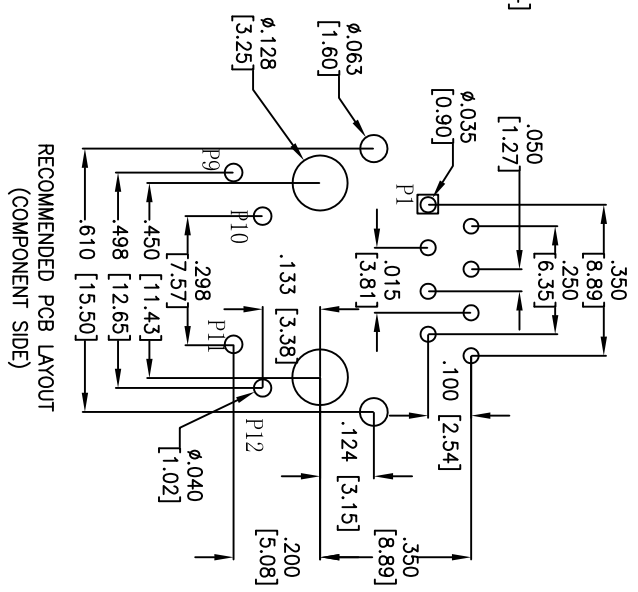 ø.128
[3.25]
ø.063
[1.60]
ø.035
[0.90]
.050
[1.27]
.350
[8.89]
.250
[6.35]
P1
.015
[3.81]
.100 [2.54]
P9
P10
.298
[7.57]
.133 [3.38]
P11
P12
.124 [3.15]
.450 [11.43]
.498 [12.65]
.610 [15.50]
ø.040
[1.02]
.200
[5.08]
.350
[8.89]
RECOMMENDED PCB LAYOUT
(COMPONENT SIDE)